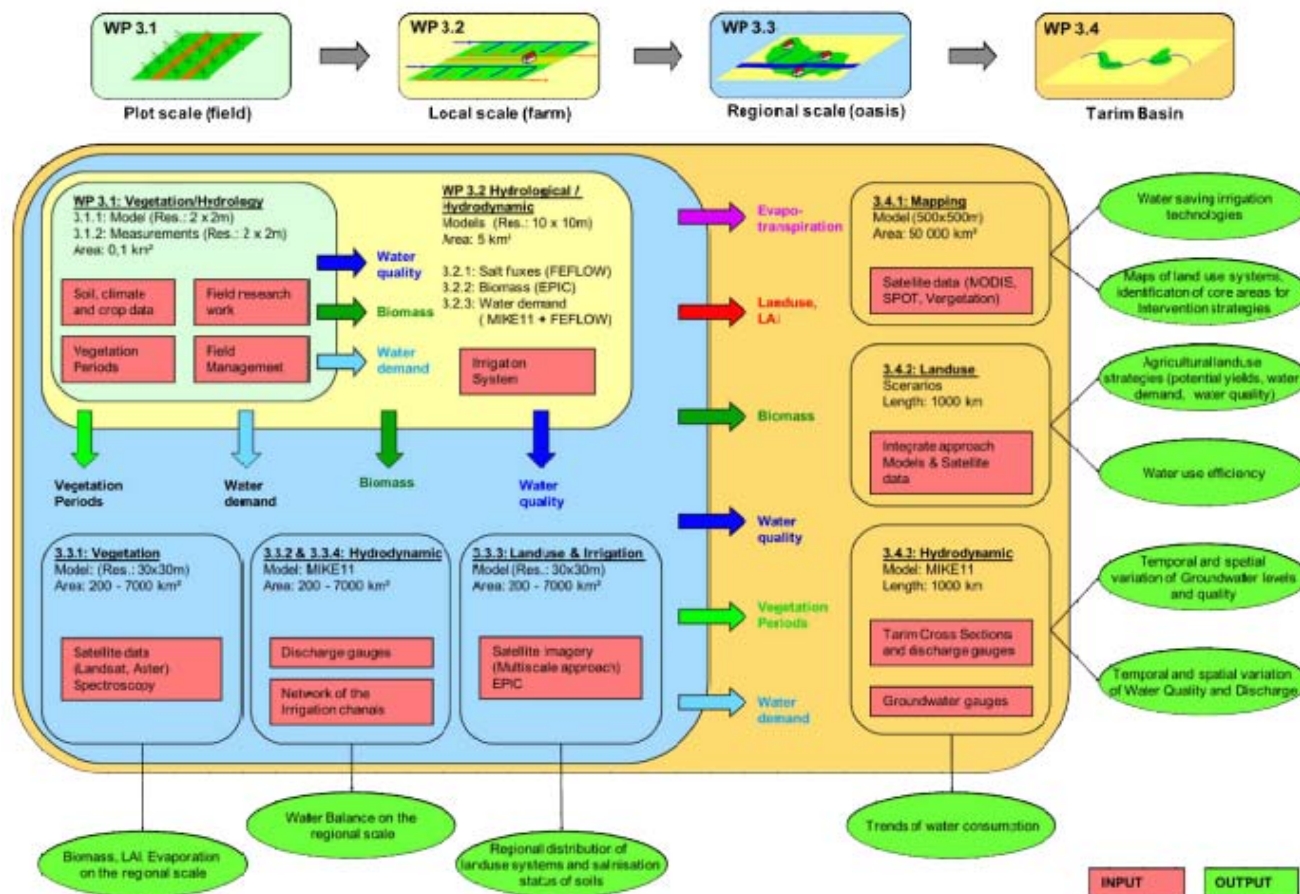 WP 3.1
WP 3.2
WP 3.3
WP 3.4
Plot scale (field)
Local scale (farm)
Regional scale (oasis)
Tarim Basin
WP 3.1: Vegetation/Hydrology
3.1.1: Model (Res.: 2 x 2m)
3.1.2: Measurements (Res.: 2 x 2m)
Area: 0,1 km²
Soil, climate
and crop data
Field research
work
Vegetation
Periods
Field
Management
Water
quality
Biomass
Water
demand
WP 3.2 Hydrological /
Hydrodynamic
Models (Res.: 10 x 10m)
Area: 5 km²
3.2.1: Salt fuxes (FEFLOW)
3.2.2: Biomass (EPIC)
3.2.3: Water demand
( MIKE11 + FEFLOW)
Irrigation
System
Vegetation
Periods
Water
demand
Biomass
Water
quality
3.3.1: Vegetation
Model: (Res.: 30x30m)
Area: 200 - 7000 km²
Satellite data
(Landsat, Aster)
Spectroscopy
3.3.2 & 3.3.4: Hydrodynamic
Model: MIKE11
Area: 200 - 7000 km²
Discharge gauges
Network of the
Irrigation chanals
3.3.3: Landuse & Irrigation
Model (Res.: 30x30m)
Area: 200 - 7000 km²
Satellite imagery
(Multiscale approach)
EPIC
Evapo-
transpiration
Landuse,
LAI
Biomass
Water
quality
Vegetation
Periods
Water
demand
3.4.1: Mapping
Model (500x500m)
Area: 50 000 km²
Satellite data (MODIS,
SPOT, Vergetation)
3.4.2: Landuse
Scenarios
Length: 1000 km
Integrate approach
Models & Satellite
data
3.4.3: Hydrodynamic
Model: MIKE11
Length: 1000km
Tarim Cross Sections
and discharge gauges
Groundwater gauges
Water saving irrigation
technologies
Maps of land use systems,
identificaton of core areas for
Intervention strategies
Agricultural landuse
strategies (potential yields, water
demand, water quality)
Water use efficiency
Temporal and spatial
variation of Groundwater levels
and quality
Temporal and spatial variation
of Water Quality and Discharge
Biomass, LAI, Evaporation
on the regional scale
Water Balance on the
regional scale
Regional distribution of
landuse systems and salinisation
status of soils
Trends of water consumption
INPUT
OUTPUT